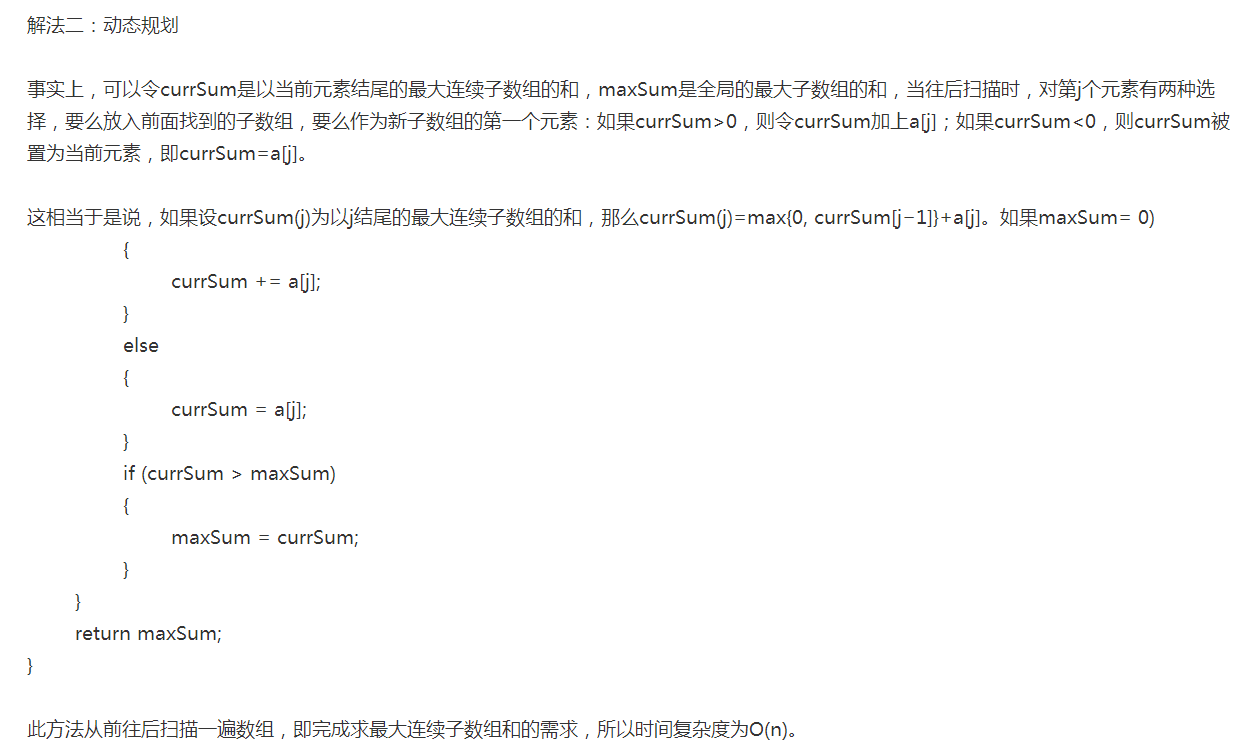 解法二：动态规划
事实上，可以令currSum是以当前元素结尾的最大连续子数组的和，maxSum是全局的最大子数组的和，当往后扫描时，对第j个元素有两种选
择，要么放入前面找到的子数组，要么作为新子数组的第一个元素：如果currSum>0，则令currSum加上a[j]；如果currSum<0，则currSum被
置为当前元素，即currSum=a[j]。
这相当于是说，如果设currSum(j)为以j结尾的最大连续子数组的和，那么currSum(j)=max{0, currSum[j−1]}+a[j]。如果maxSum= 0)
{
currSum += a[j];
}
else
{
currSum = a[j];
}
if (currSum > maxSum)
{
maxSum = currSum;
}
}
return maxSum;
}
此方法从前往后扫描一遍数组，即完成求最大连续子数组和的需求，所以时间复杂度为O(n)。